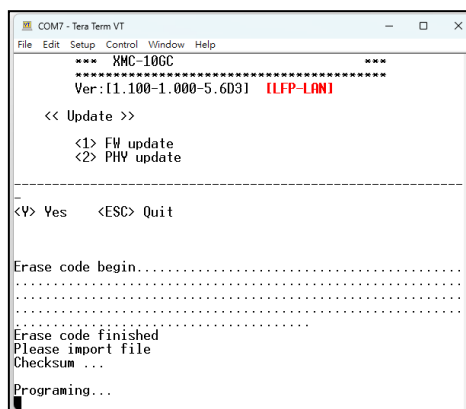 COM7 - Tera Term VT
File Edit Setup Control Window Help
*** XMC-10GC ***
******************************************
Ver:[1.100-1.000-5.6D3] [LFP-LAN]
<< Update >>
<1> FW update
<2> PHY update
--------------------------------------------------------
<Y> Yes <ESC> Quit
Erase code begin.........................................
........................................................
........................................................
........................................................
.....................................
Erase code finished
Please import file
Checksum ...
Programing...